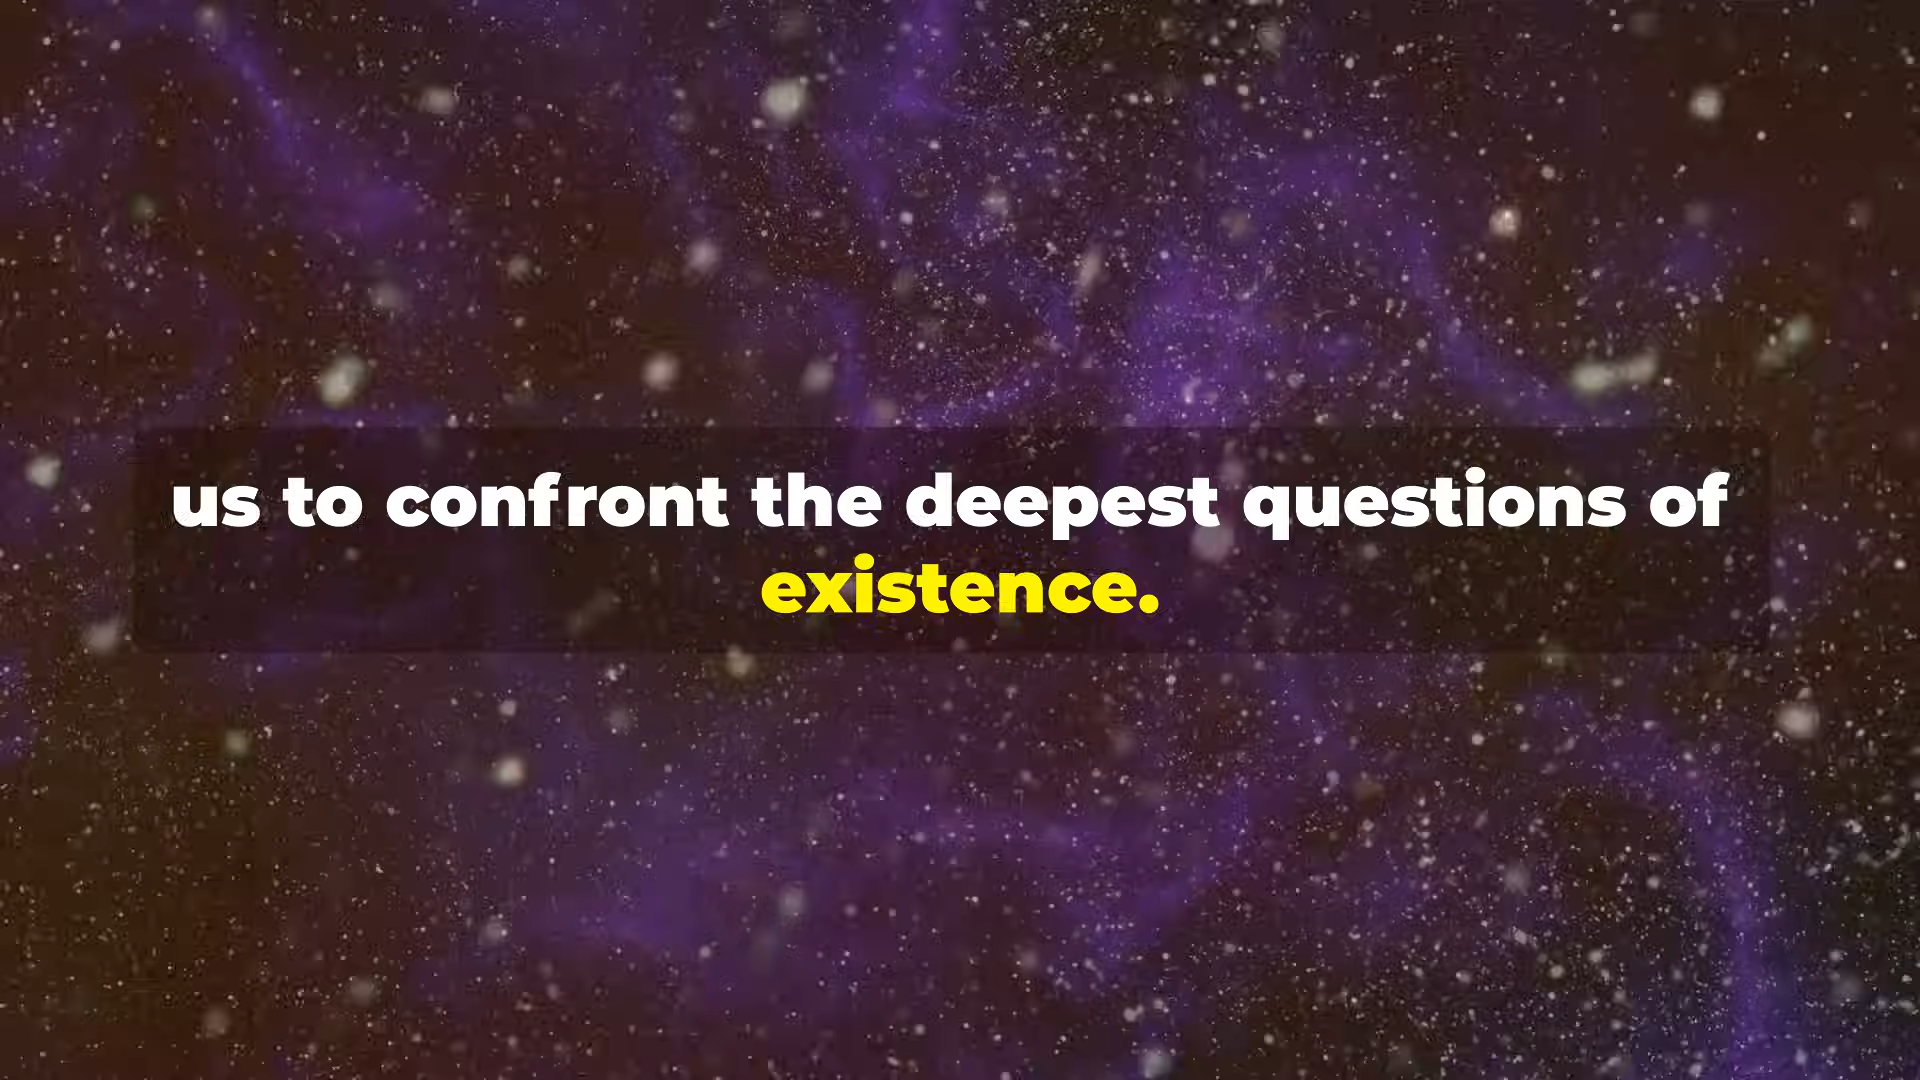 us to confront the deepest questions of
existence.